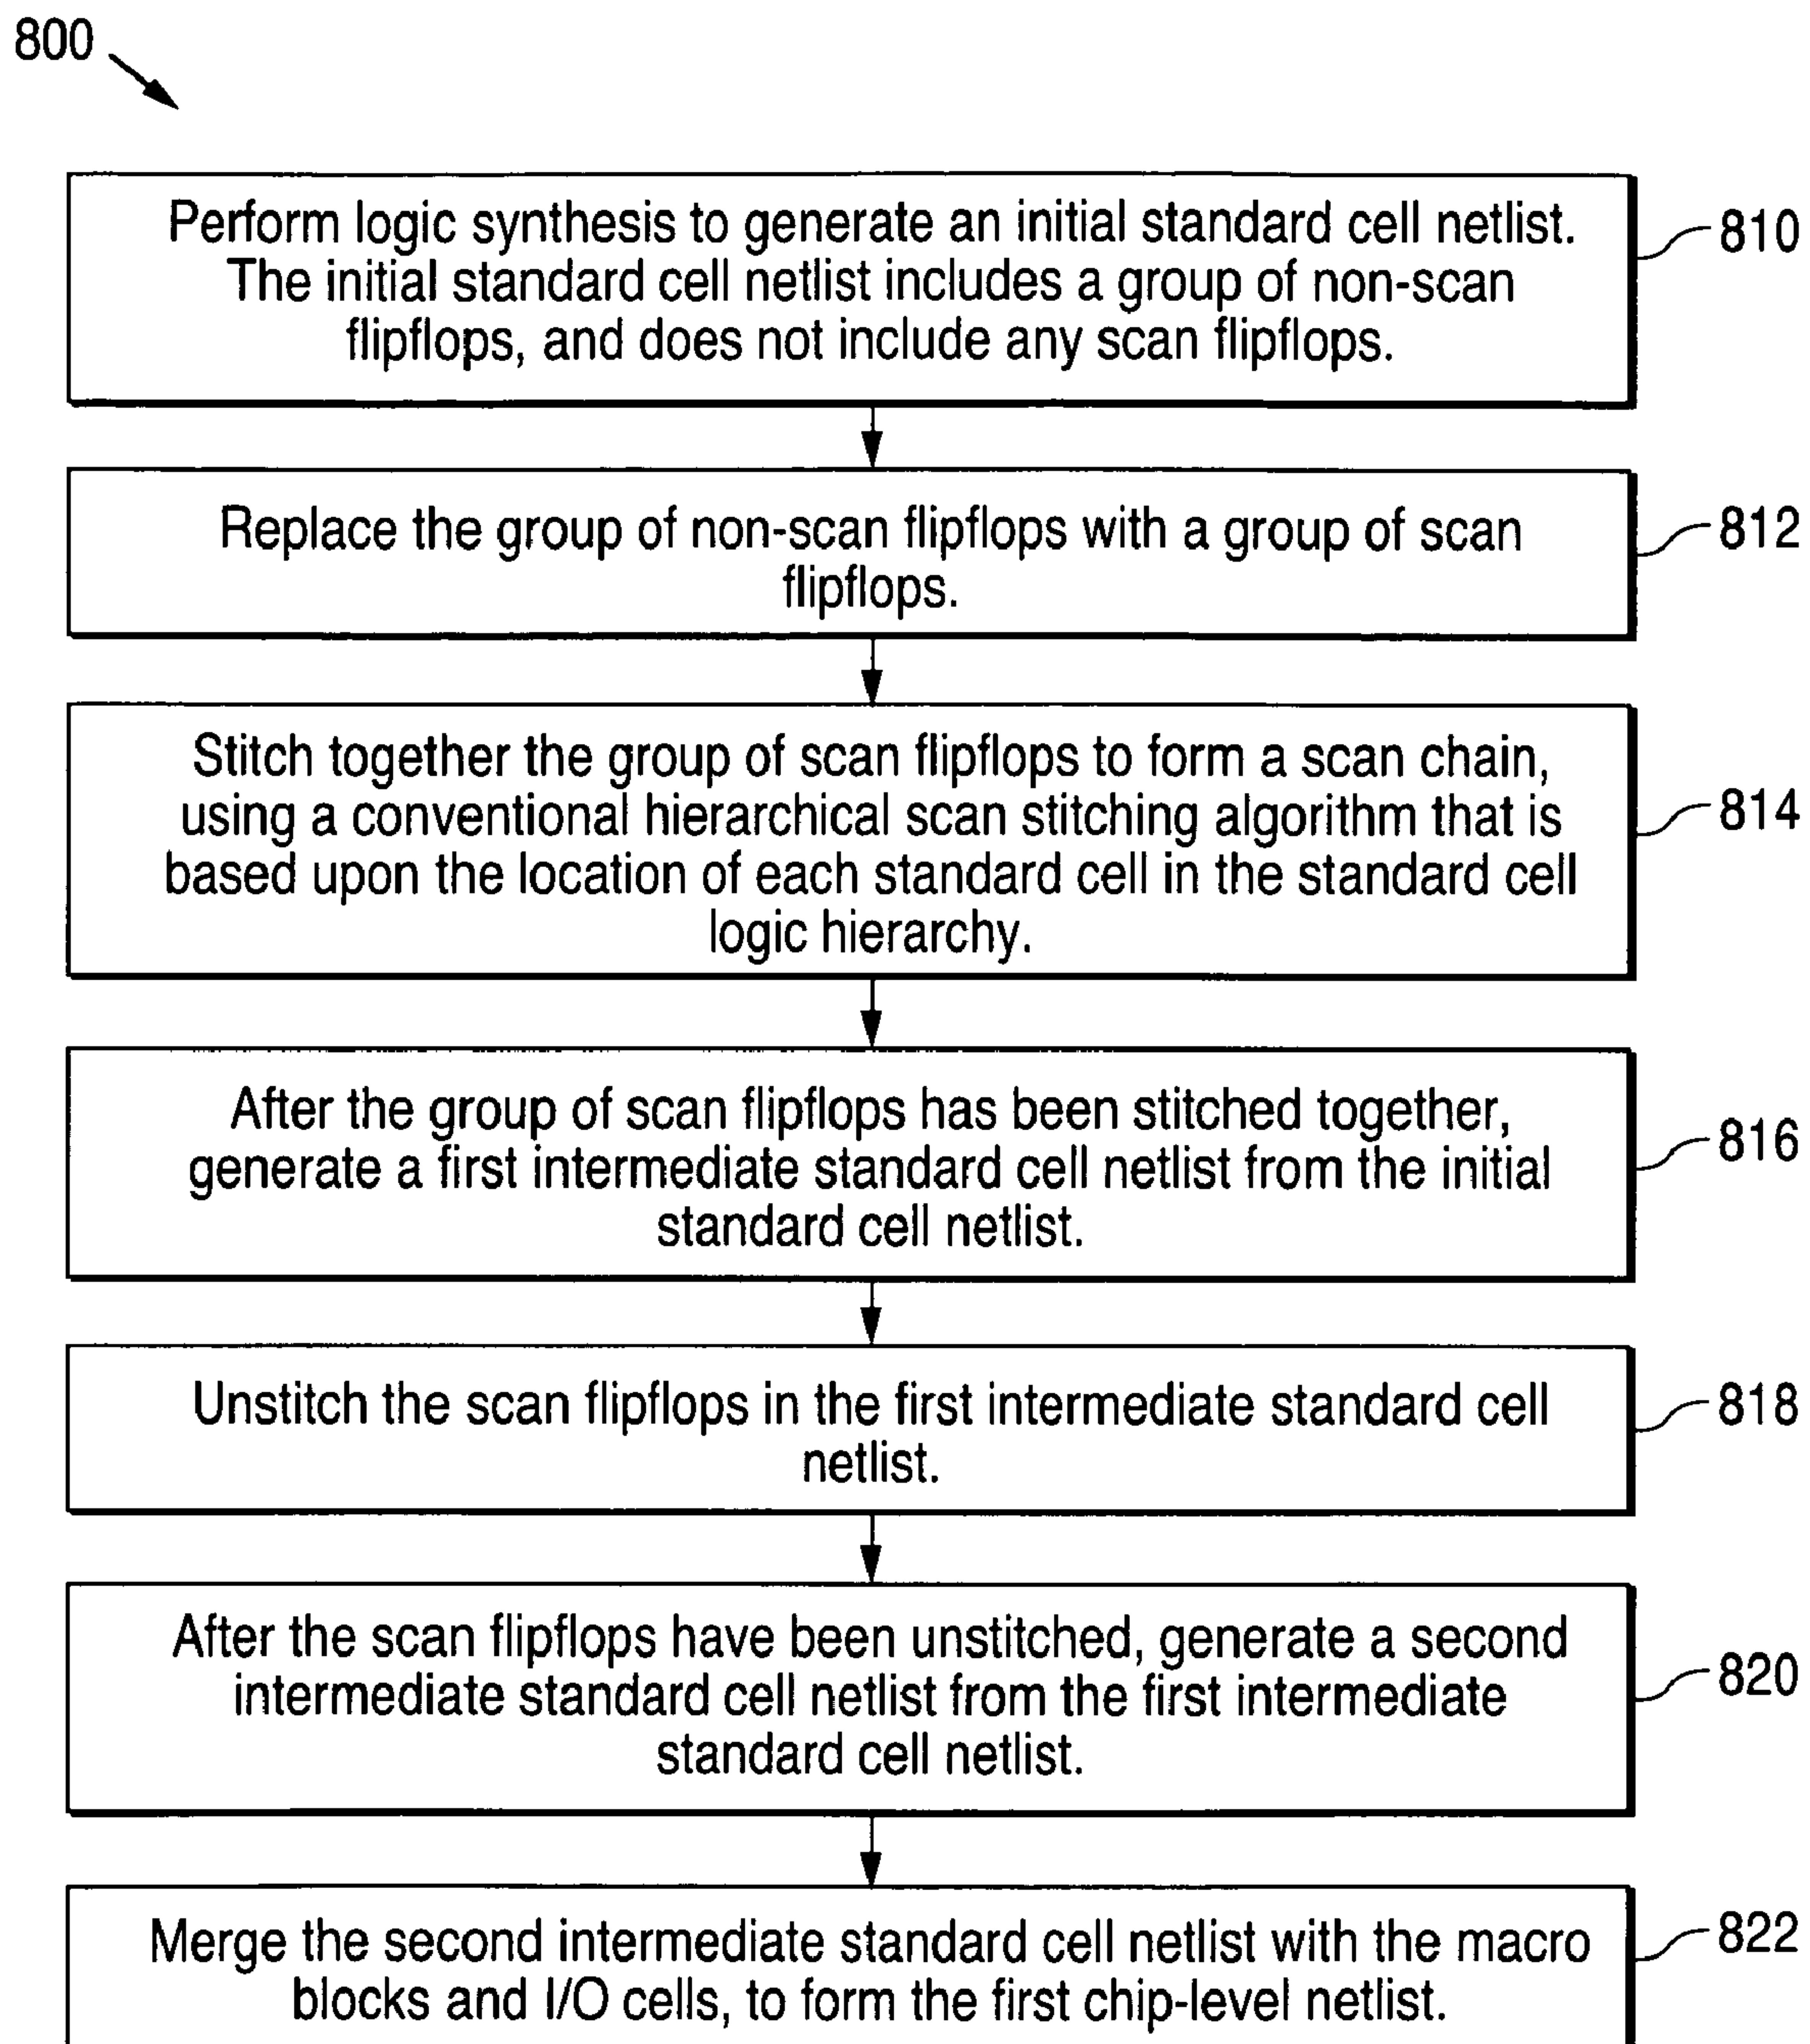 800
Perform logic synthesis to generate an initial standard cell netlist.
The initial standard cell netlist includes a group of non-scan
flipflops, and does not include any scan flipflops.
810
Replace the group of non-scan flipflops with a group of scan
flipflops.
812
Stitch together the group of scan flipflops to form a scan chain,
using a conventional hierarchical scan stitching algorithm that is
based upon the location of each standard cell in the standard cell
logic hierarchy.
814
After the group of scan flipflops has been stitched together,
generate a first intermediate standard cell netlist from the initial
standard cell netlist.
816
Unstitch the scan flipflops in the first intermediate standard cell
netlist.
818
After the scan flipflops have been unstitched, generate a second
intermediate standard cell netlist from the first intermediate
standard cell netlist.
820
Merge the second intermediate standard cell netlist with the macro
blocks and I/O cells, to form the first chip-level netlist.
822